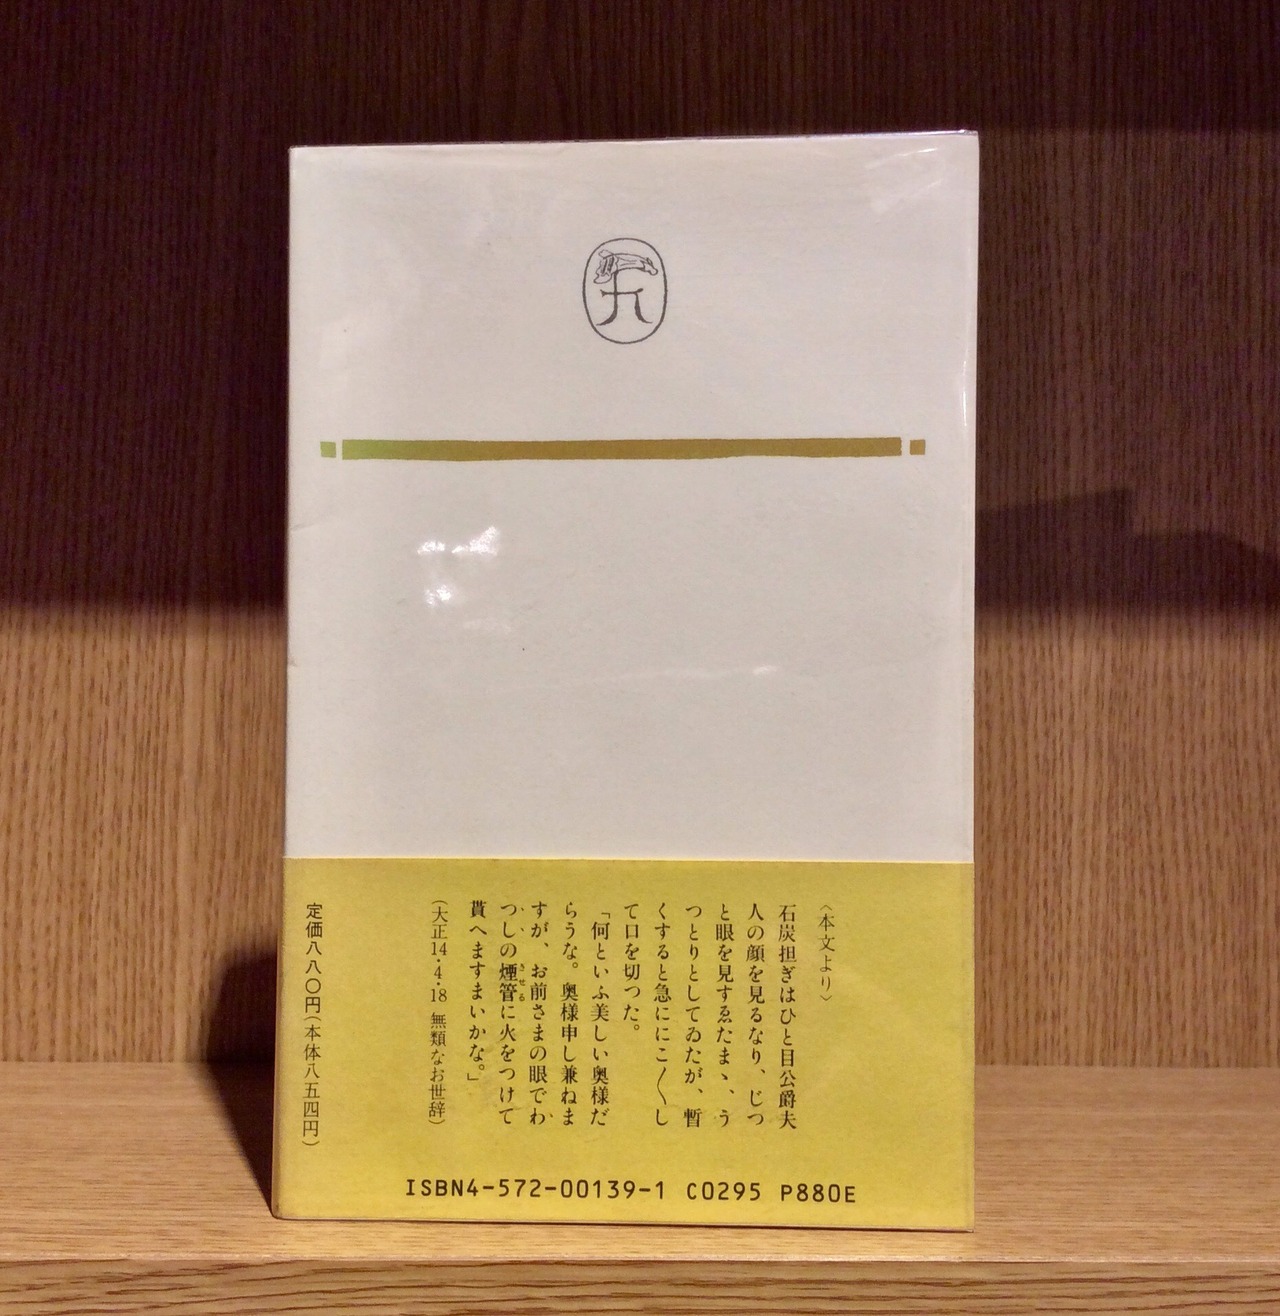 〈本文より〉
石炭担ぎはひと目公爵夫
人の顔を見るなり、じつ
と眼を見すゑたまゝ、う
つとりとしてゐたが、暫
くすると急ににこ〳〵し
て口を切つた。
「何といふ美しい奥様だ
らうな。奥様申し兼ねま
すが、お前さまの眼でわ
つしの煙管に火をつけて
きせる
貰へますまいかな。」
（大正14・4・18 無類なお世辞）
定価八八〇円（本体八五四円）
ISBN4-572-00139-1 C0295 P880E